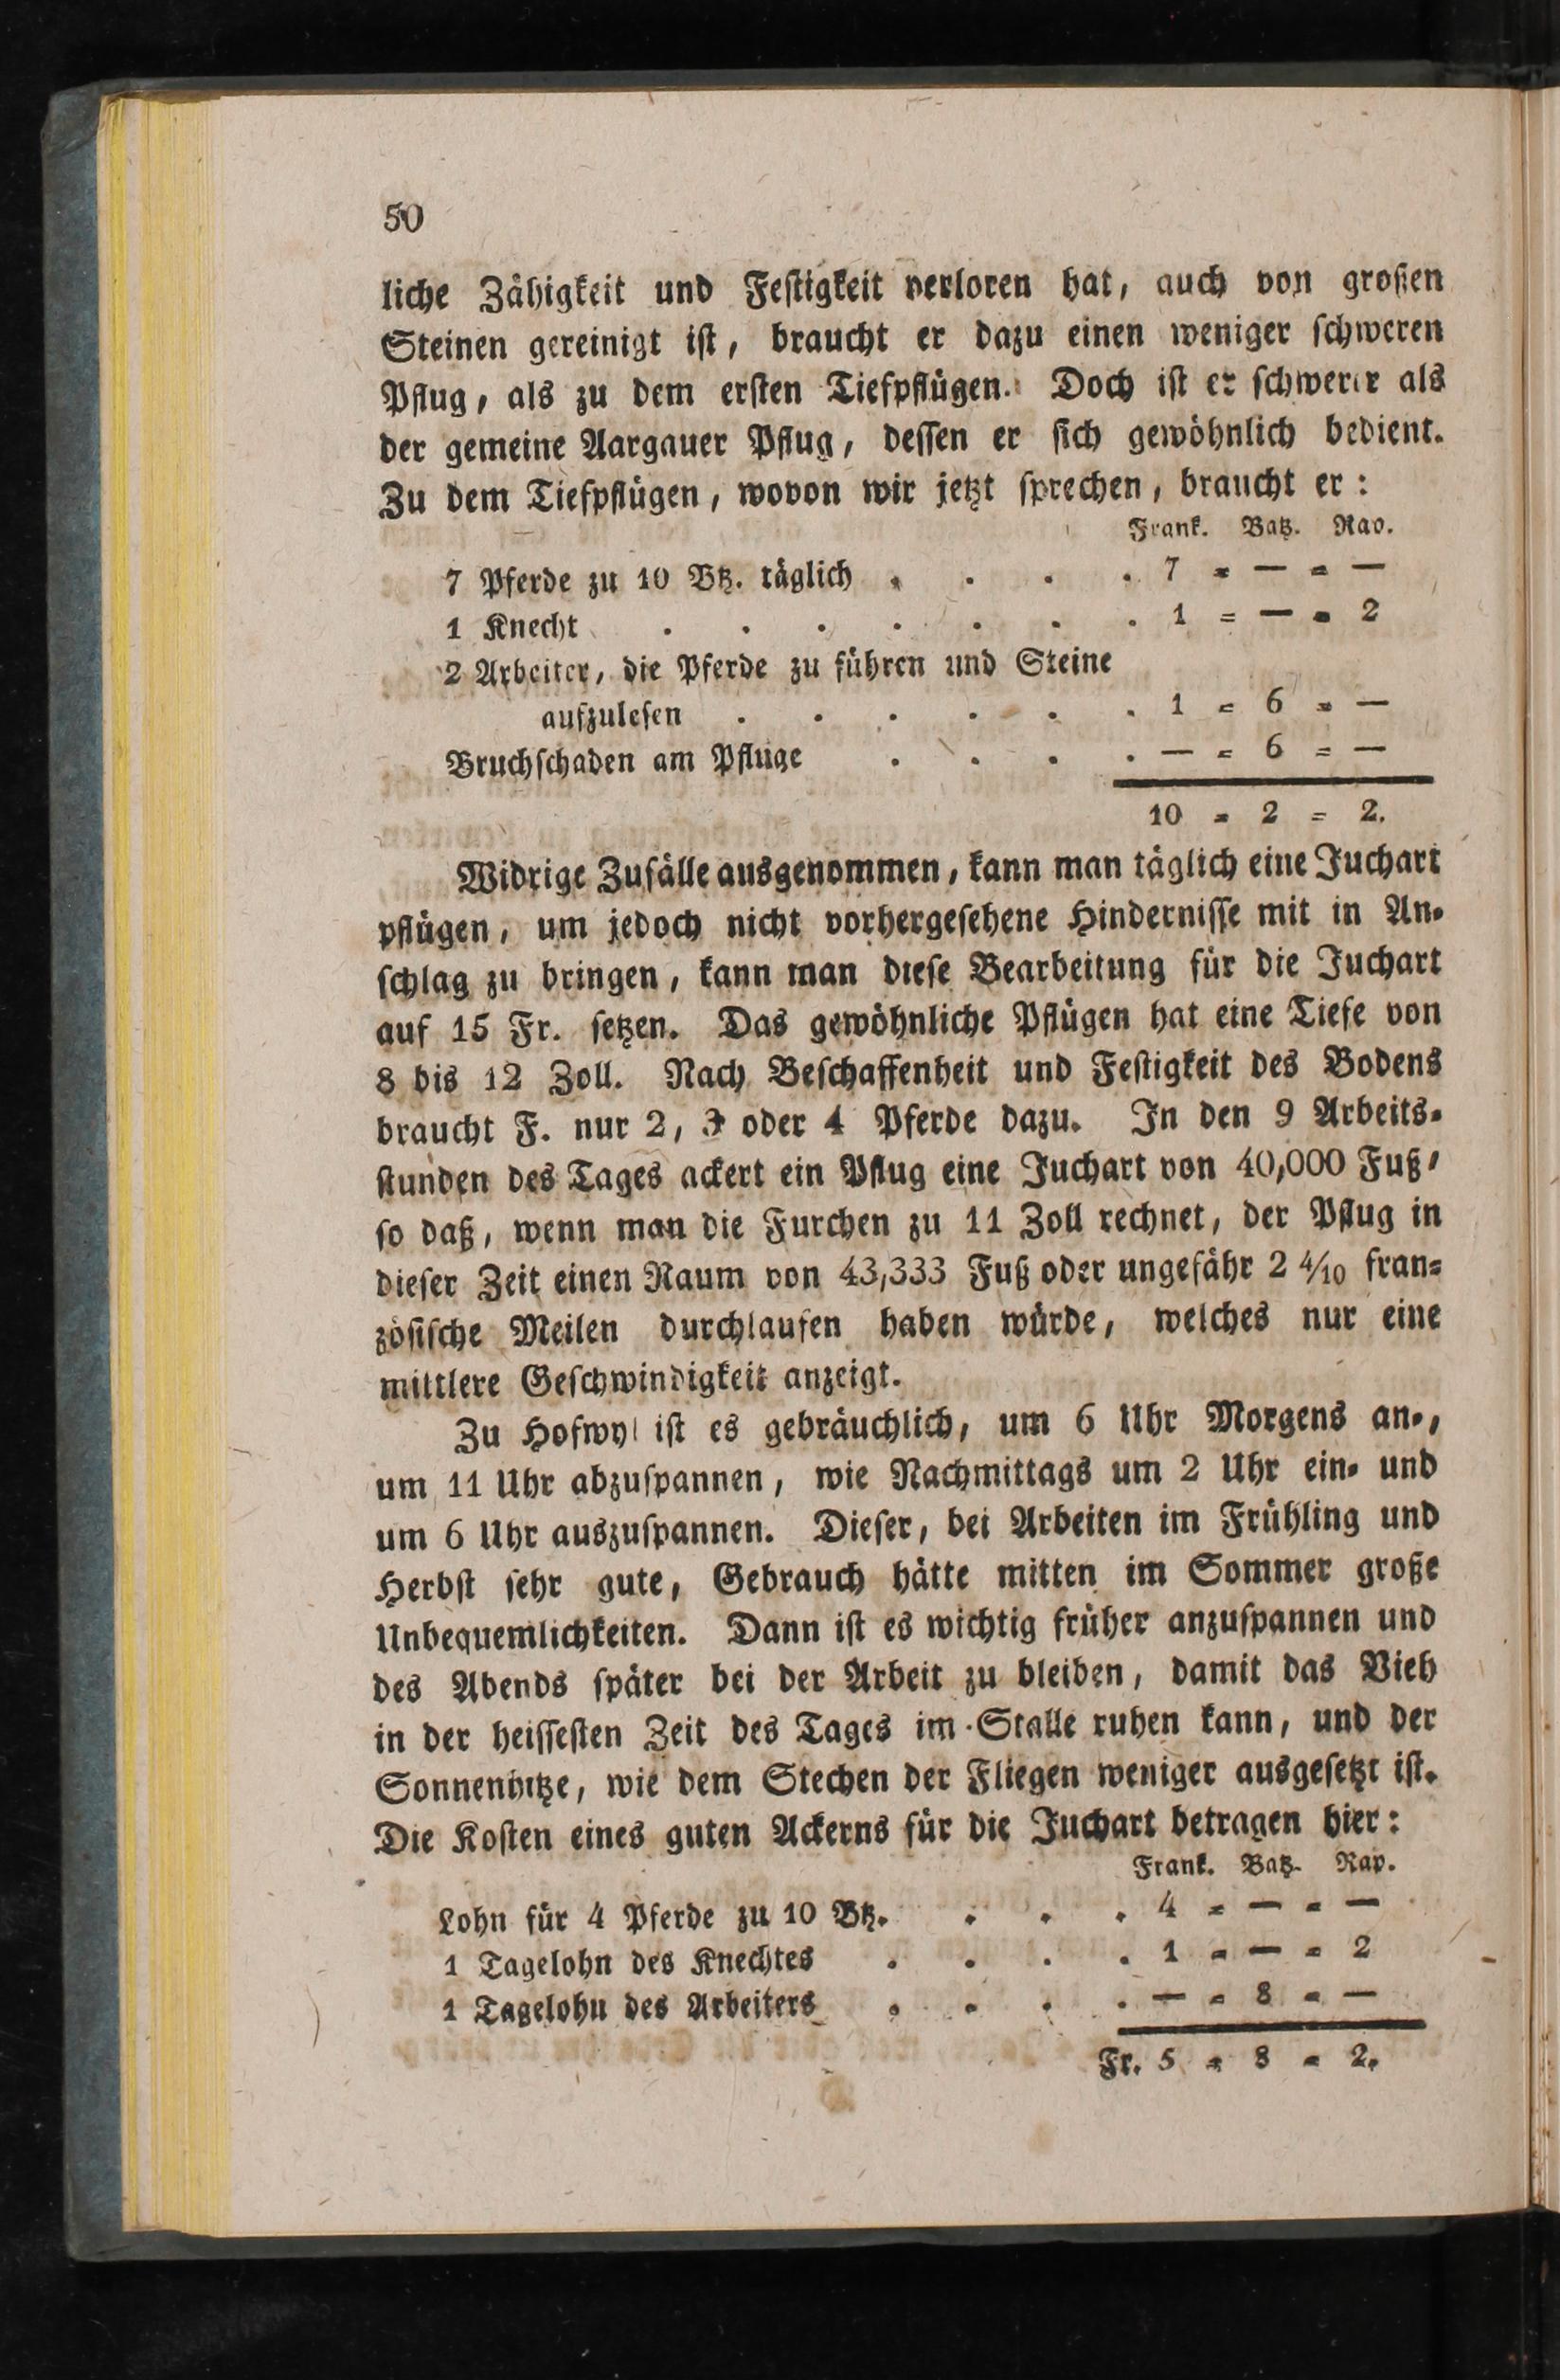 50
liche Zähigkeit und Festigkeit verloren hat, auch von großen
Steinen gereinigt ist, braucht er dazu einen weniger schweren
Pflug, als zu dem ersten Tiefpflügen. Doch ist er schwerer als
der gemeine Aargauer Pflug, dessen er sich gewöhnlich bedient.
Zu dem Tiefpflügen, wovon wir jetzt sprechen, braucht er:
Frank. Batz. Rap.
7 Pferde zu 10 Btz. täglich . . . . 7 = — = —
1 Knecht . . . . . . . 1 = — = 2
2 Arbeiter, die Pferde zu führen und Steine
aufzulesen . . . . . . 1 = 6 = —
Bruchschaden am Pfluge . . . . — = 6 = —
10 = 2 = 2.
Widrige Zufälle ausgenommen, kann man täglich eine Juchart
pflügen, um jedoch nicht vorhergesehene Hindernisse mit in An-
schlag zu bringen, kann man diese Bearbeitung für die Juchart
auf 15 Fr. setzen. Das gewöhnliche Pflügen hat eine Tiefe von
8 bis 12 Zoll. Nach Beschaffenheit und Festigkeit des Bodens
braucht F. nur 2, 3 oder 4 Pferde dazu. In den 9 Arbeits-
stunden des Tages ackert ein Pflug eine Juchart von 40,000 Fuß,
so daß, wenn man die Furchen zu 11 Zoll rechnet, der Pflug in
dieser Zeit einen Raum von 43,333 Fuß oder ungefähr 2 4/10 fran-
zösische Meilen durchlaufen haben würde, welches nur eine
mittlere Geschwindigkeit anzeigt.
Zu Hofwyl ist es gebräuchlich, um 6 Uhr Morgens an-,
um 11 Uhr abzuspannen, wie Nachmittags um 2 Uhr ein- und
um 6 Uhr auszuspannen. Dieser, bei Arbeiten im Frühling und
Herbst sehr gute, Gebrauch hätte mitten im Sommer große
Unbequemlichkeiten. Dann ist es wichtig früher anzuspannen und
des Abends später bei der Arbeit zu bleiben, damit das Vieh
in der heissesten Zeit des Tages im Stalle ruhen kann, und der
Sonnenhitze, wie dem Stechen der Fliegen weniger ausgesetzt ist.
Die Kosten eines guten Ackerns für die Juchart betragen hier:
Frank. Batz. Rap.
Lohn für 4 Pferde zu 10 Btz. . . . 4 = — = —
1 Tagelohn des Knechtes . . . . 1 = — = 2
1 Tagelohn des Arbeiters . . . . — = 8 = —
Fr. 5 = 8 = 2.